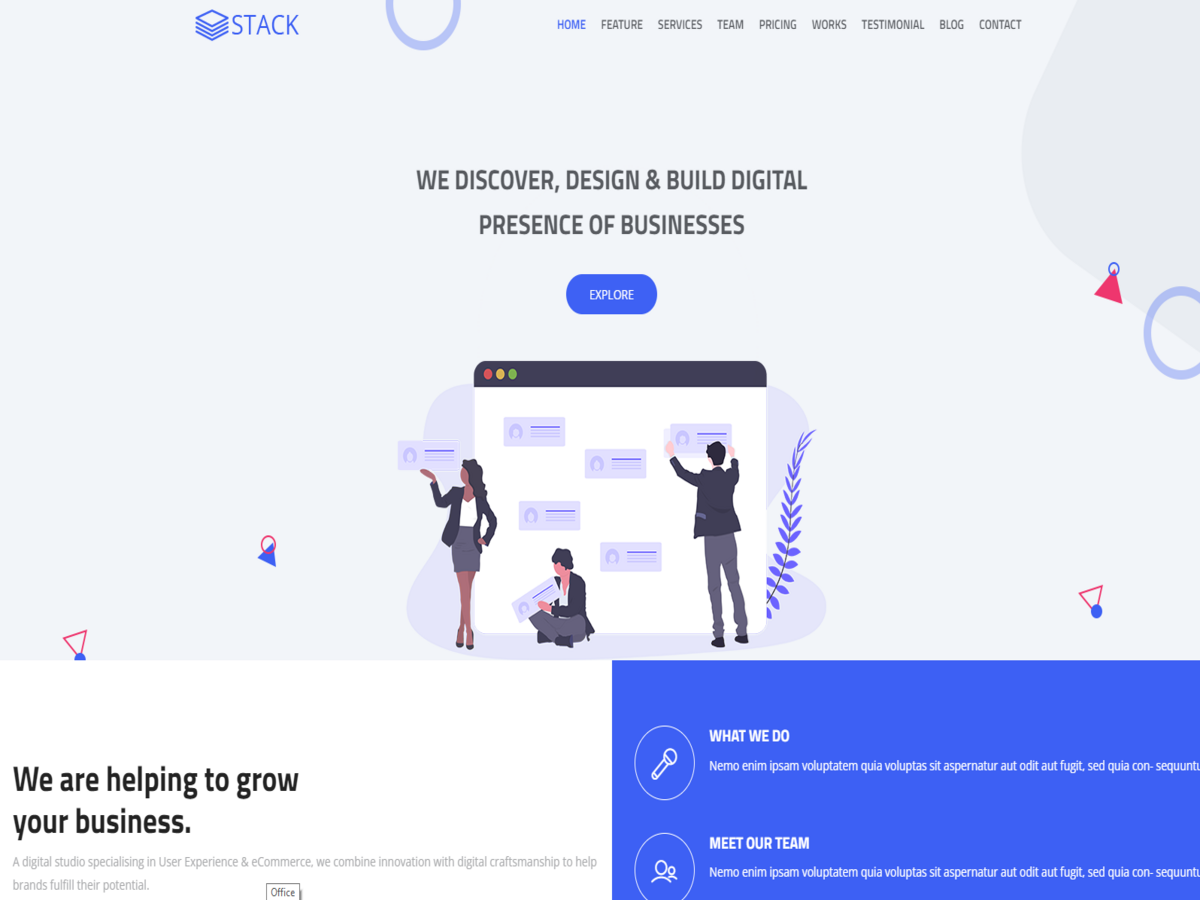 STACK
HOME FEATURE SERVICES TEAM PRICING WORKS TESTIMONIAL BLOG CONTACT
WE DISCOVER, DESIGN & BUILD DIGITAL
PRESENCE OF BUSINESSES
EXPLORE
We are helping to grow
your business.
A digital studio specialising in User Experience & eCommerce, we combine innovation with digital craftsmanship to help
brands fulfill their potential.
Office
WHAT WE DO
Nemo enim ipsam voluptatem quia voluptas sit aspernatur aut odit aut fugit, sed quia con- sequuntu
MEET OUR TEAM
Nemo enim ipsam voluptatem quia voluptas sit aspernatur aut odit aut fugit, sed quia con- sequuntu